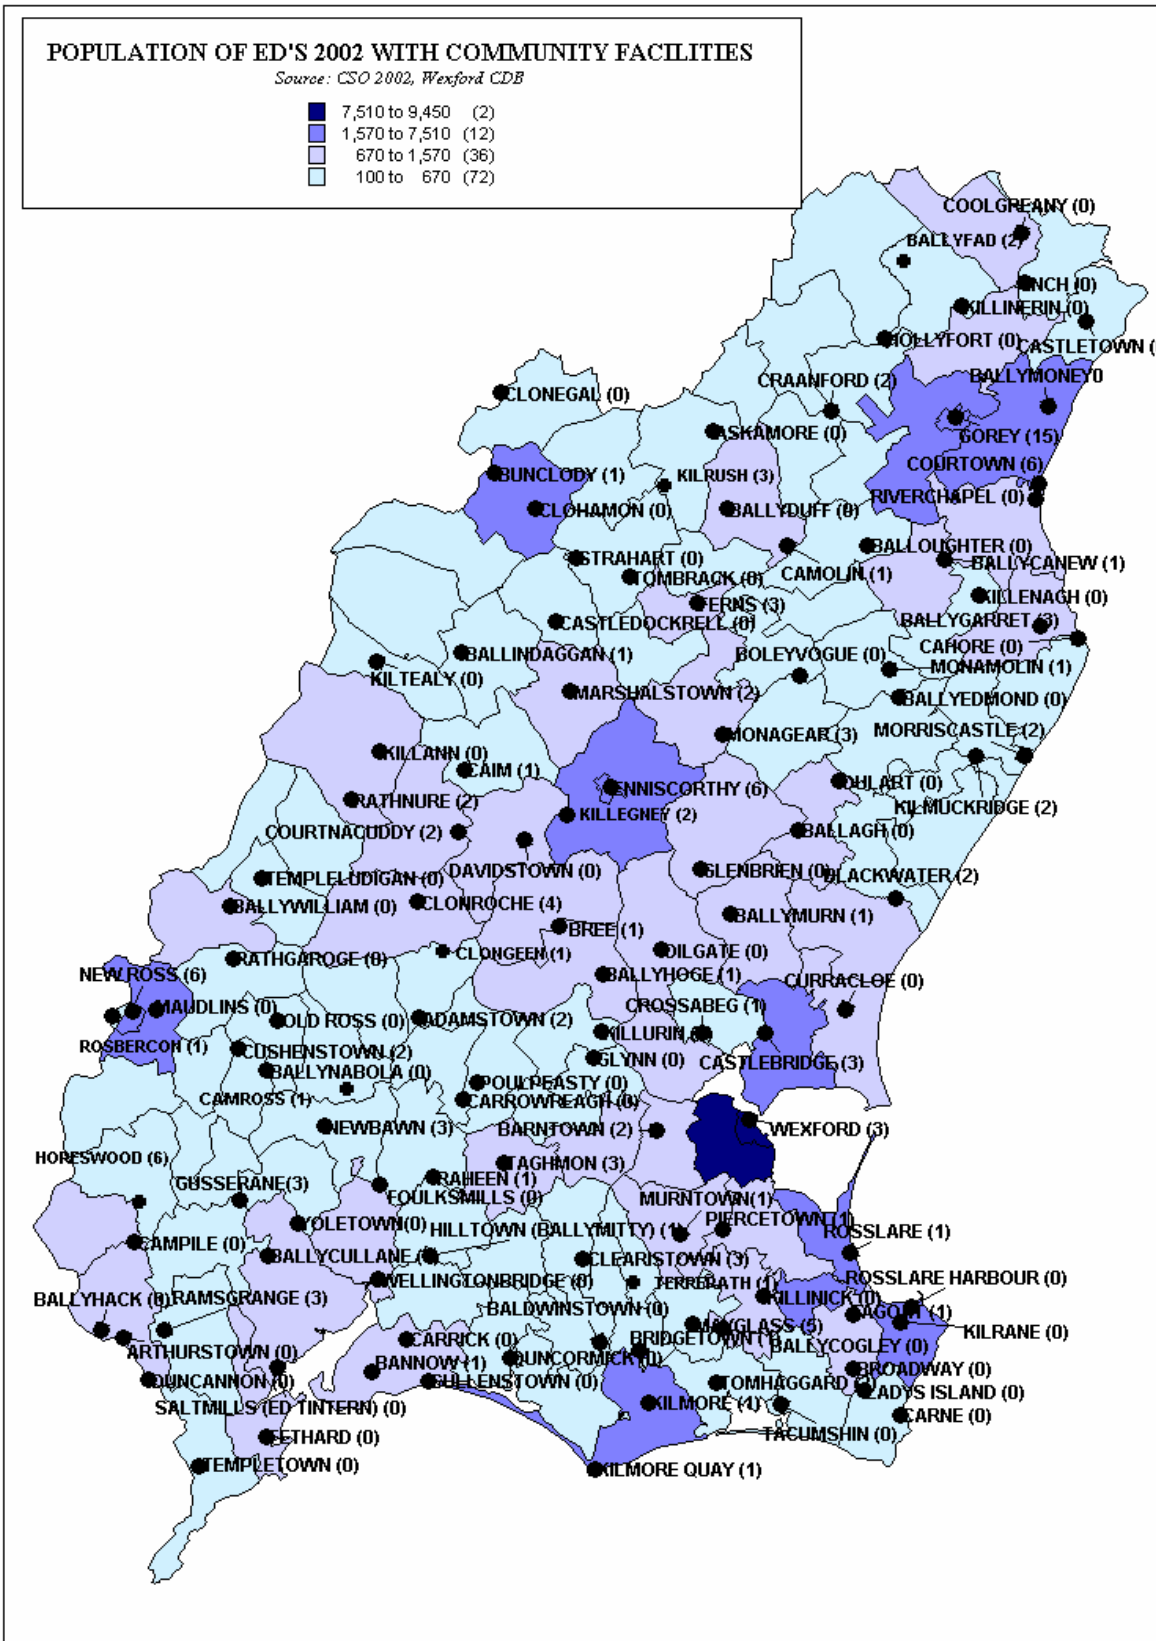 POPULATION OF ED'S 2002 WITH COMMUNITY FACILITIES
Source: CSO 2002, Wexford CDB
7,510 to 9,450 (2)
1,570 to 7,510 (12)
670 to 1,570 (36)
100 to 670 (72)
COOLGREANY (0)
BALLYFAD (2)
INCH (0)
KILLINERIN (0)
HOLLYFORT (0)
CASTLETOWN (
CRAANFORD (2)
BALLYMONEY0
CLONEGAL (0)
ASKAMORE (0)
GOREY (15)
COURTOWN (6)
BUNCLODY (1)
KILRUSH (3)
RIVERCHAPEL (0)
CLOHAMON (0)
BALLYDUFF (0)
BALLOUGHTER (0)
STRAHART (0)
BALLYCANEW (1)
TOMBRACK (0)
CAMOLIN (1)
KILLENAGH (0)
FERNS (3)
CASTLEDOCKRELL (0)
BALLYGARRET (3)
CAHORE (0)
BALLINDAGGAN (1)
BOLEYVOGUE (0)
MONAMOLIN (1)
KILTEALY (0)
MARSHALSTOWN (2)
BALLYEDMOND (0)
MONAGEAR (3)
MORRISCASTLE (2)
KILLANN (0)
CAIM (1)
OULART (0)
ENNISCORTHY (6)
RATHNURE (2)
KILMUCKRIDGE (2)
KILLEGNEY (2)
COURTNACUDDY (2)
BALLAGH (0)
DAVIDSTOWN (0)
GLENBRIEN (0)
TEMPLELUDIGAN (0)
BLACKWATER (2)
BALLYWILLIAM (0)
CLONROCHE (4)
BALLYMURN (1)
BREE (1)
CLONGEEN (1)
OILGATE (0)
RATHGAROGE (0)
NEW ROSS (6)
BALLYHOGE (1)
CURRACLOE (0)
MAUDLINS (0)
CROSSABEG (1)
OLD ROSS (0)
ADAMSTOWN (2)
KILLURIN
ROSBERCON (1)
CUSHENSTOWN (2)
GLYNN (0)
CASTLEBRIDGE (3)
BALLYNABOLA (0)
POULPEASTY (0)
CAMROSS (1)
CARROWREAGH (0)
NEWBAWN (3)
BARNTOWN (2)
WEXFORD (3)
HORESWOOD (6)
TAGHMON (3)
GUSSERANE(3)
RAHEEN (1)
FOULKSMILLS (0)
MURNTOWN(1)
YOLETOWN(0)
HILLTOWN (BALLYMITTY) (1)
PIERCETOWN (1)
ROSSLARE (1)
CAMPILE (0)
BALLYCULLANE
CLEARISTOWN (3)
WELLINGTONBRIDGE (0)
TERRERATH (1)
ROSSLARE HARBOUR (0)
BALLYHACK (0)
RAMSGRANGE (3)
KILLINICK (0)
BALDWINSTOWN (0)
TAGOAT (1)
MAYGLASS (5)
KILRANE (0)
ARTHURSTOWN (0)
CARRICK (0)
BRIDGETOWN
BALLYCOGLEY (0)
BANNOW (1)
DUNCORMICK (0)
BROADWAY (0)
DUNCANNON (0)
CULLENSTOWN (0)
TOMHAGGARD
LADYS ISLAND (0)
SALTMILLS (ED TINTERN) (0)
KILMORE (1)
CARNE (0)
TACUMSHIN (0)
FETHARD (0)
TEMPLETOWN (0)
KILMORE QUAY (1)